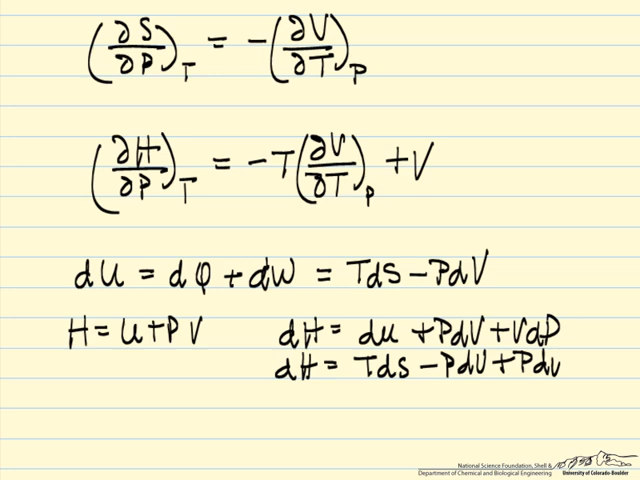 (∂S/∂P)_T = -(∂V/∂T)_P
(∂H/∂P)_T = -T(∂V/∂T)_P + V
dU = dQ + dW = TdS - PdV
H = U + PV
dH = dU + PdV + VdP
dH = TdS - PdV + Pdv
National Science Foundation, Shell &
Department of Chemical and Biological Engineering
University of Colorado-Boulder